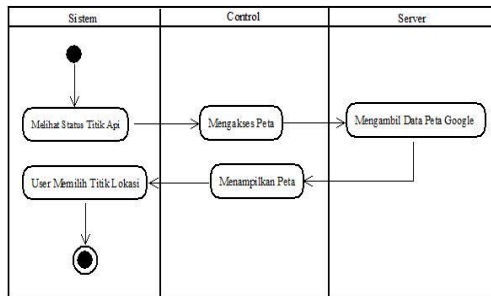 Sistem
Control
Server
Melihat Status Titik Api
Mengakses Peta
Mengambil Data Peta Google
User Memilih Titik Lokasi
Menampilkan Peta